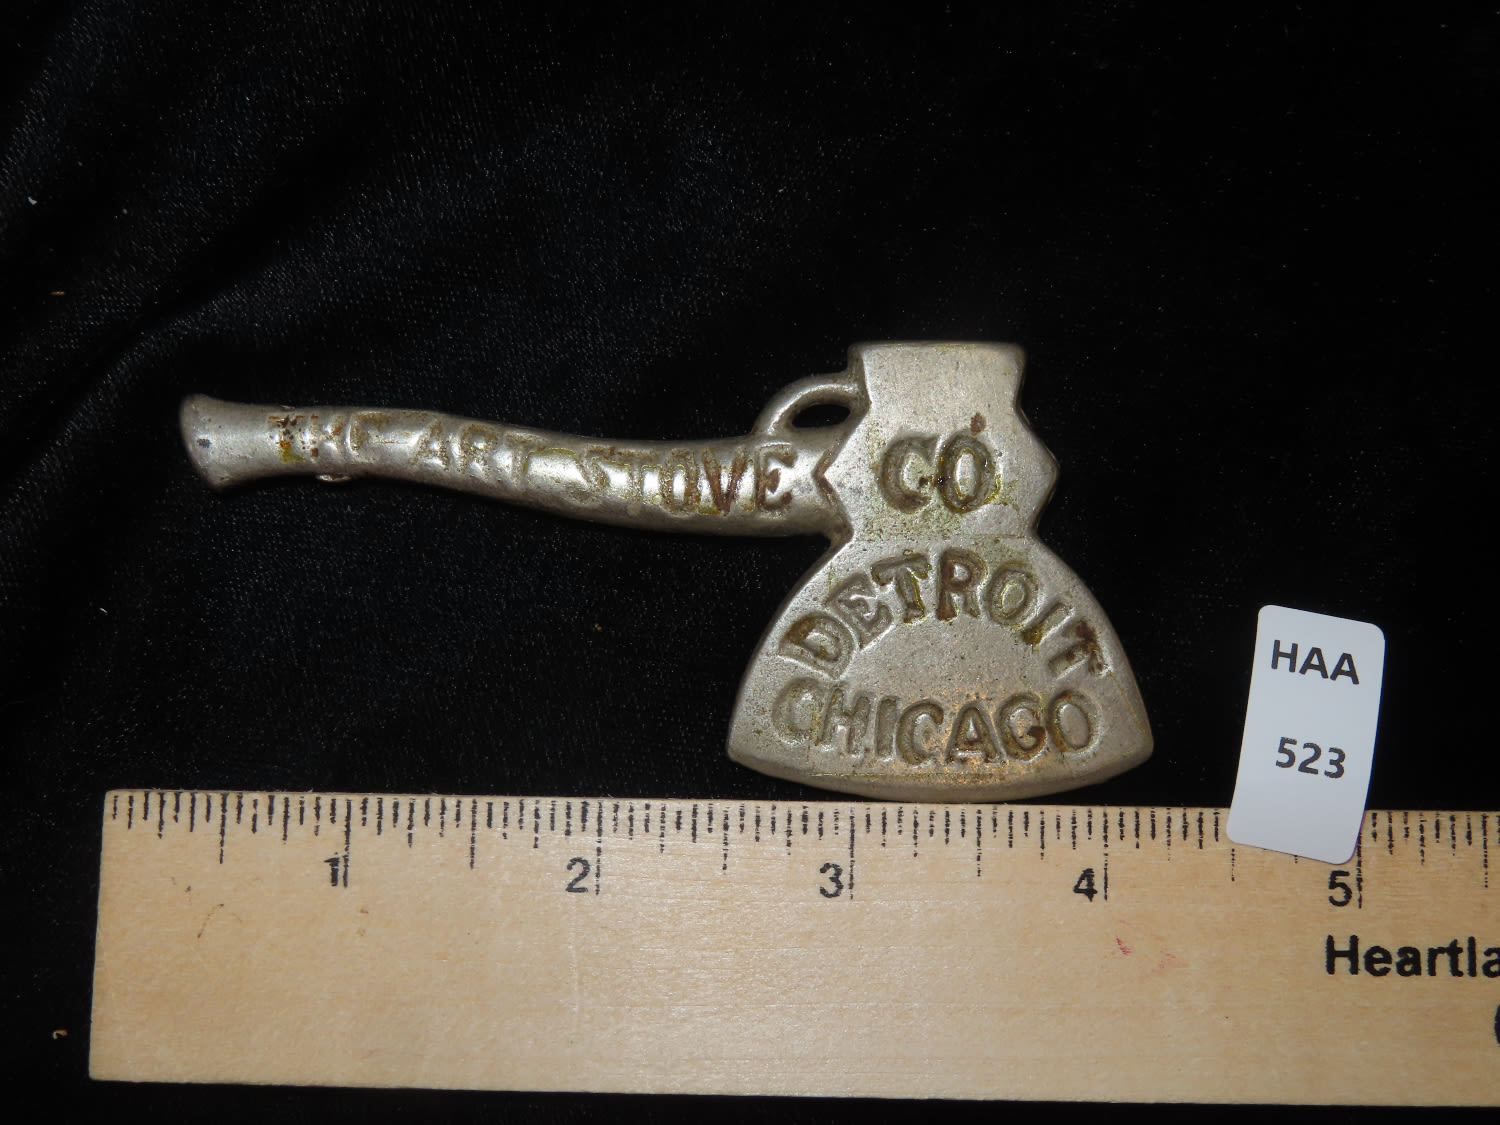 THE ART STOVE CO
DETROIT
CHICAGO
HAA
523
1 2 3 4 5
Heartla